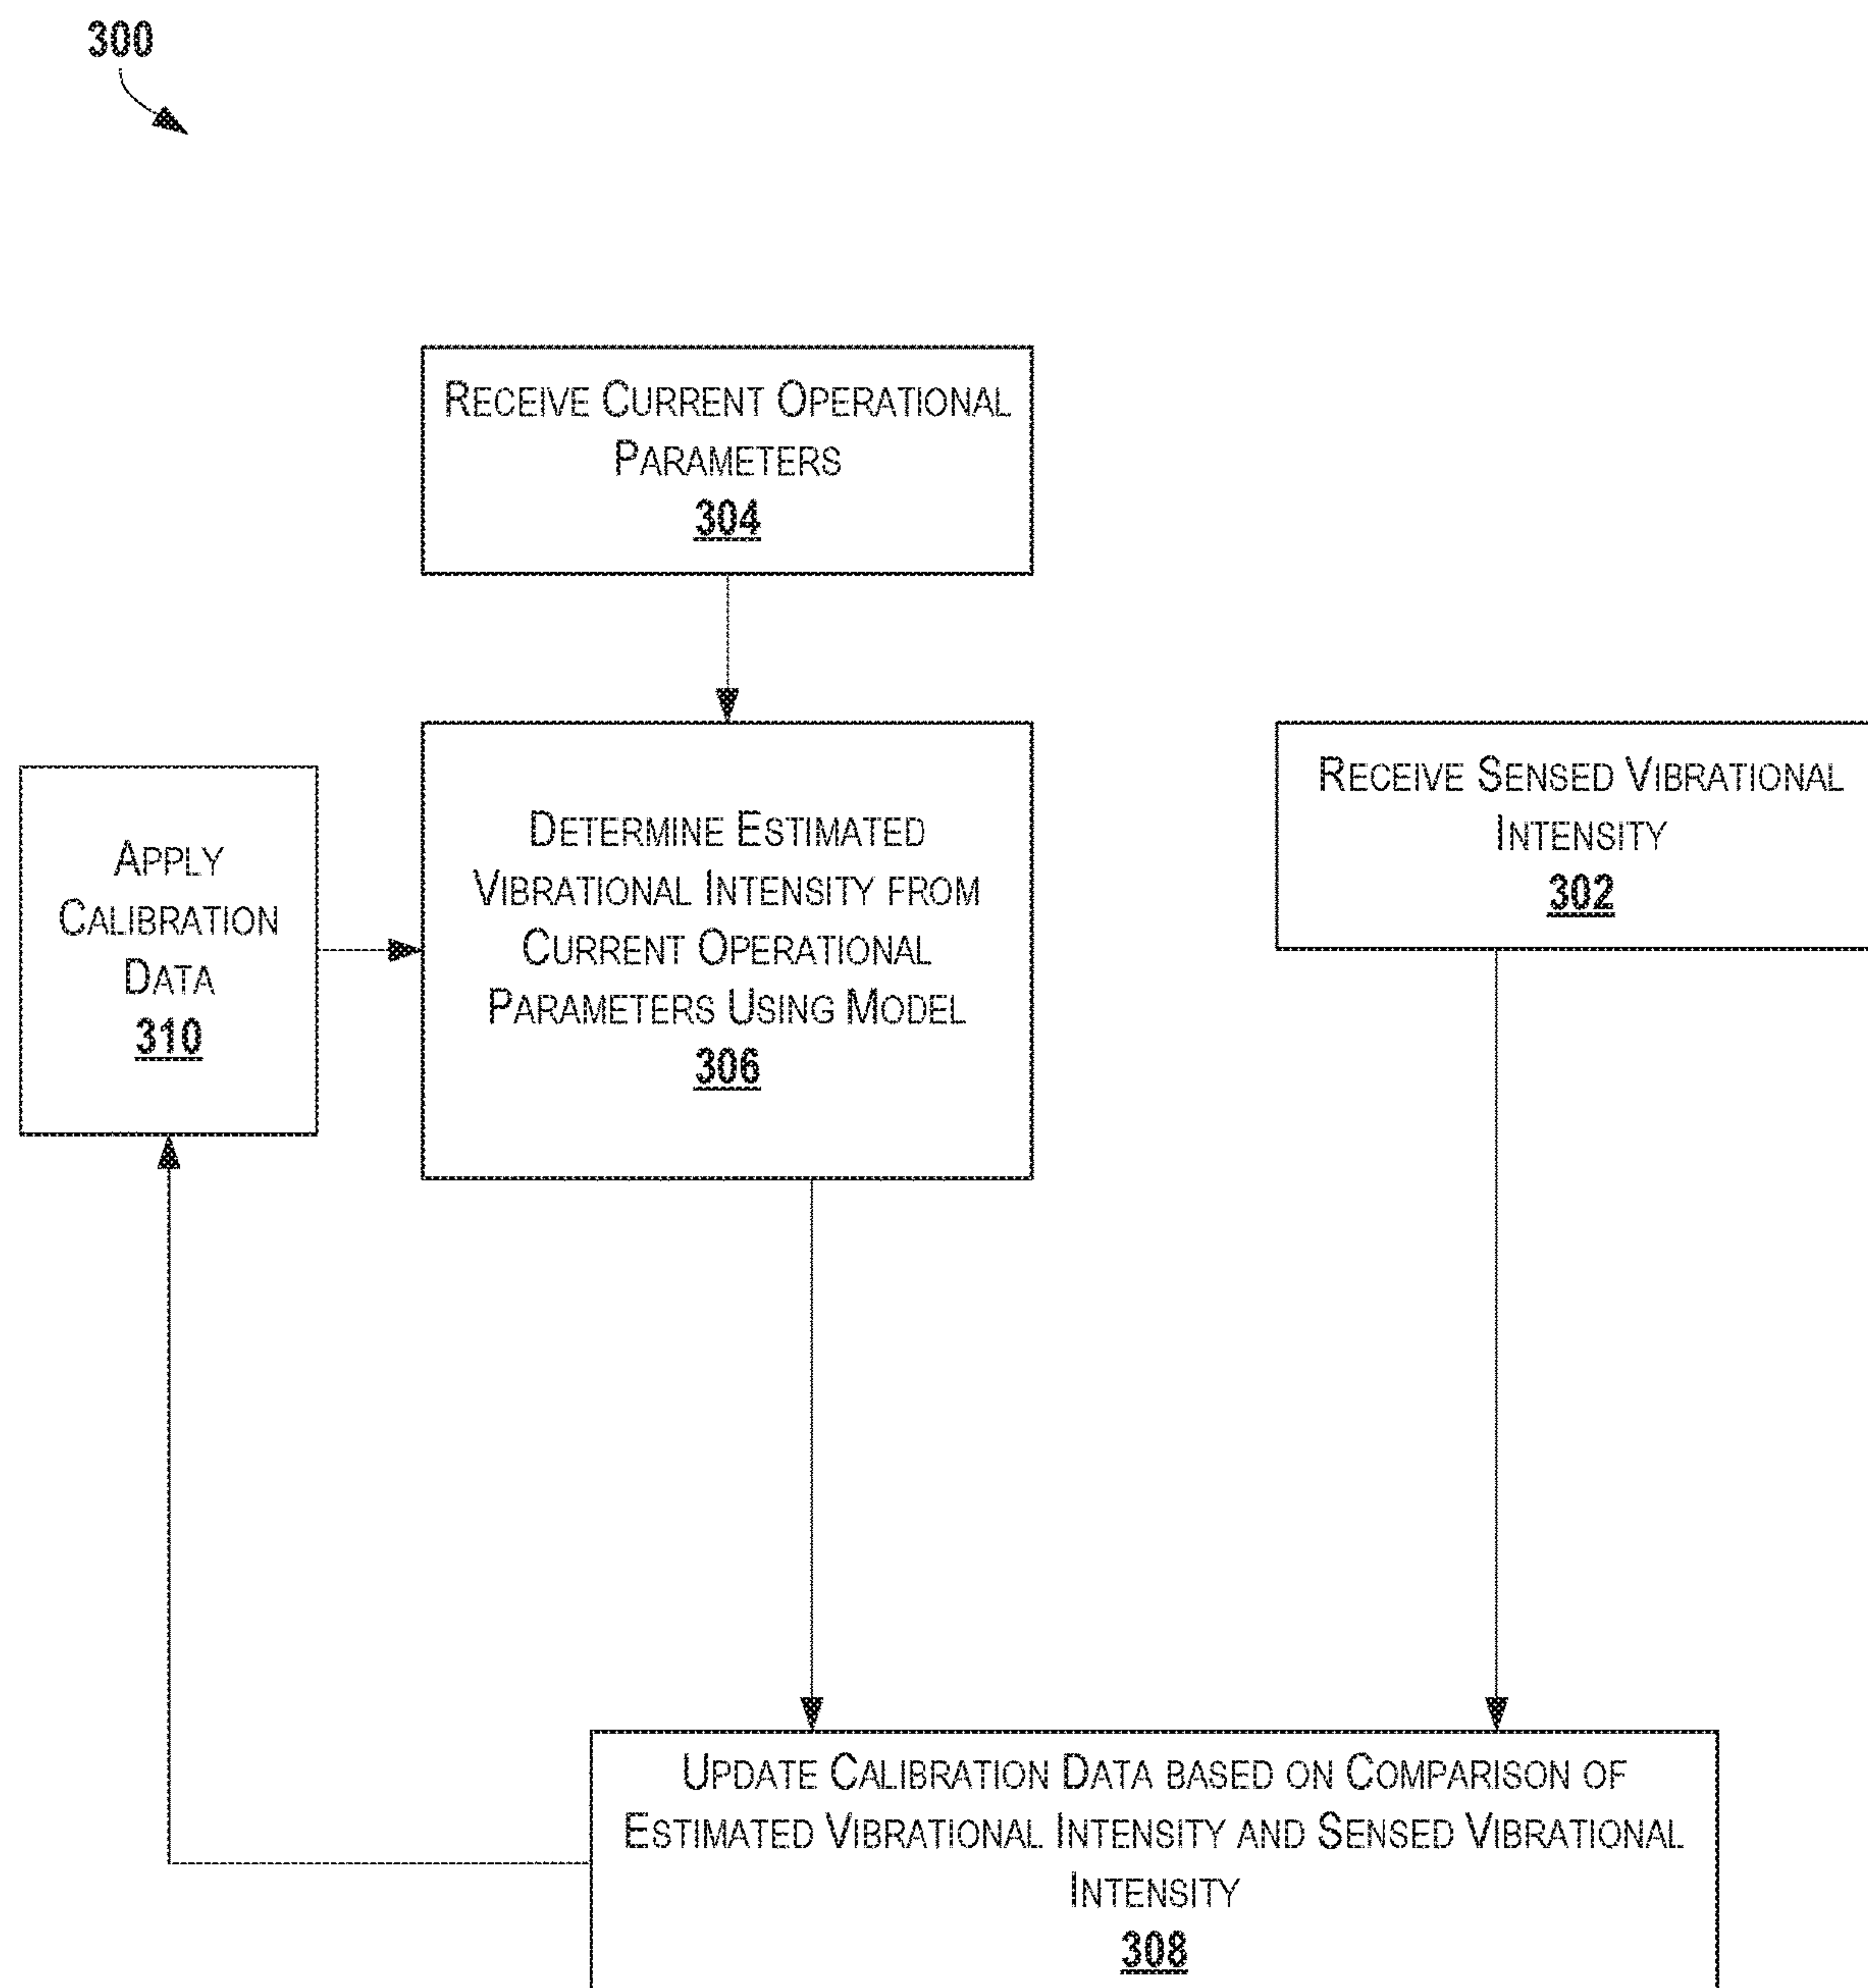 300
RECEIVE CURRENT OPERATIONAL
PARAMETERS
304
DETERMINE ESTIMATED
VIBRATIONAL INTENSITY FROM
CURRENT OPERATIONAL
PARAMETERS USING MODEL
306
RECEIVE SENSED VIBRATIONAL
INTENSITY
302
APPLY
CALIBRATION
DATA
310
UPDATE CALIBRATION DATA BASED ON COMPARISON OF
ESTIMATED VIBRATIONAL INTENSITY AND SENSED VIBRATIONAL
INTENSITY
308